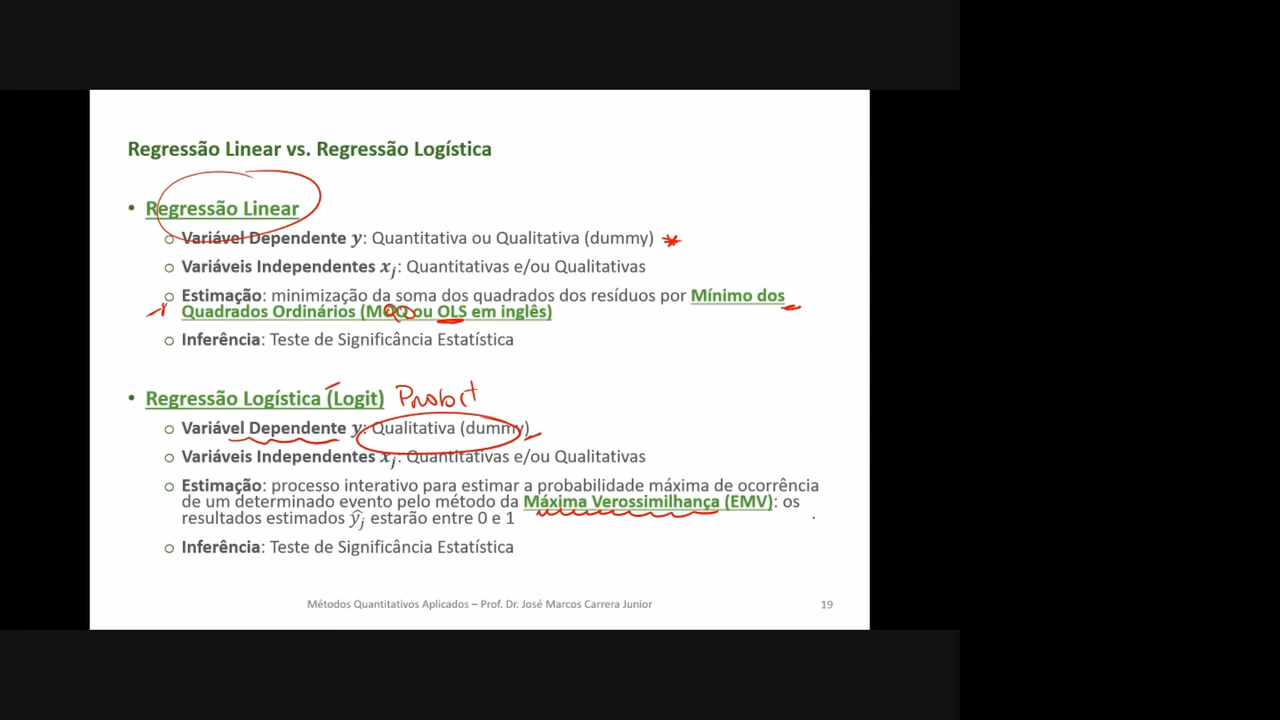 Regressão Linear vs. Regressão Logística
• Regressão Linear
o Variável Dependente y: Quantitativa ou Qualitativa (dummy) *
o Variáveis Independentes xj: Quantitativas e/ou Qualitativas
o Estimação: minimização da soma dos quadrados dos resíduos por Mínimo dos
Quadrados Ordinários (MQO ou OLS em inglês)
o Inferência: Teste de Significância Estatística
• Regressão Logística (Logit) Probit
o Variável Dependente y: Qualitativa (dummy)
o Variáveis Independentes xj: Quantitativas e/ou Qualitativas
o Estimação: processo interativo para estimar a probabilidade máxima de ocorrência
de um determinado evento pelo método da Máxima Verossimilhança (EMV): os
resultados estimados ŷj estarão entre 0 e 1
o Inferência: Teste de Significância Estatística
Métodos Quantitativos Aplicados – Prof. Dr. José Marcos Carrera Junior 19